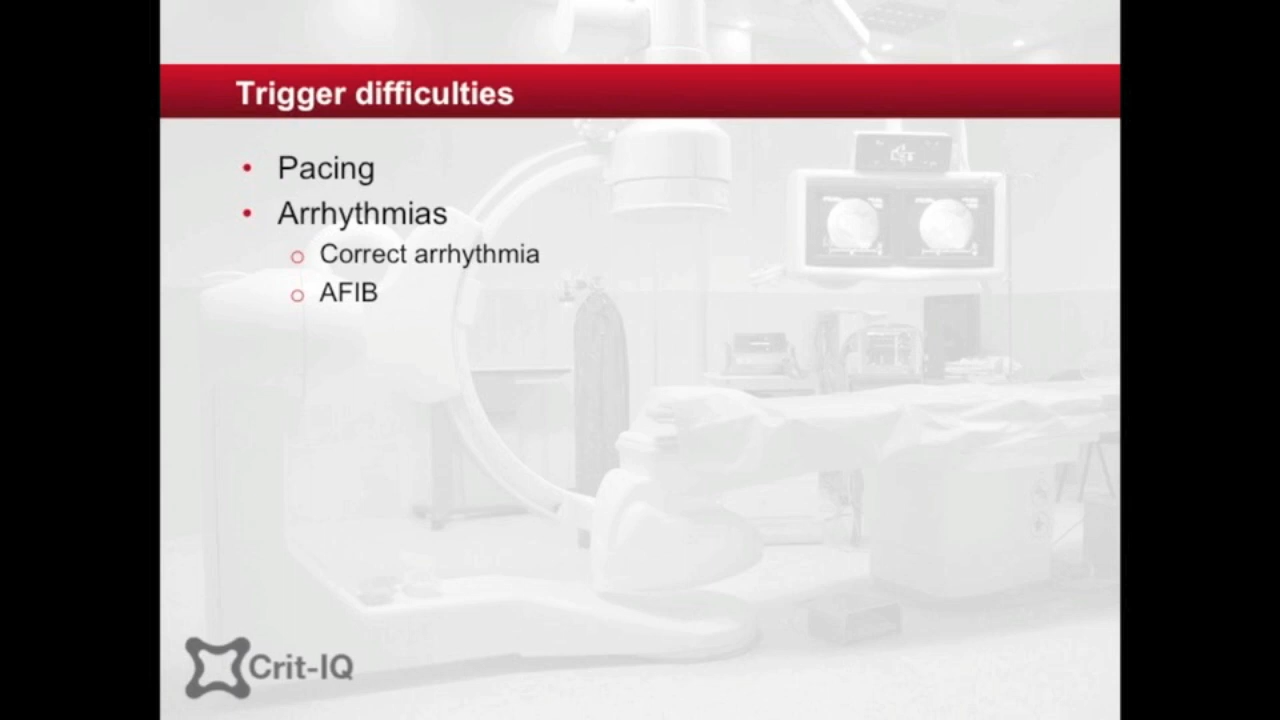 Trigger difficulties
• Pacing
• Arrhythmias
o Correct arrhythmia
o AFIB
Crit-IQ